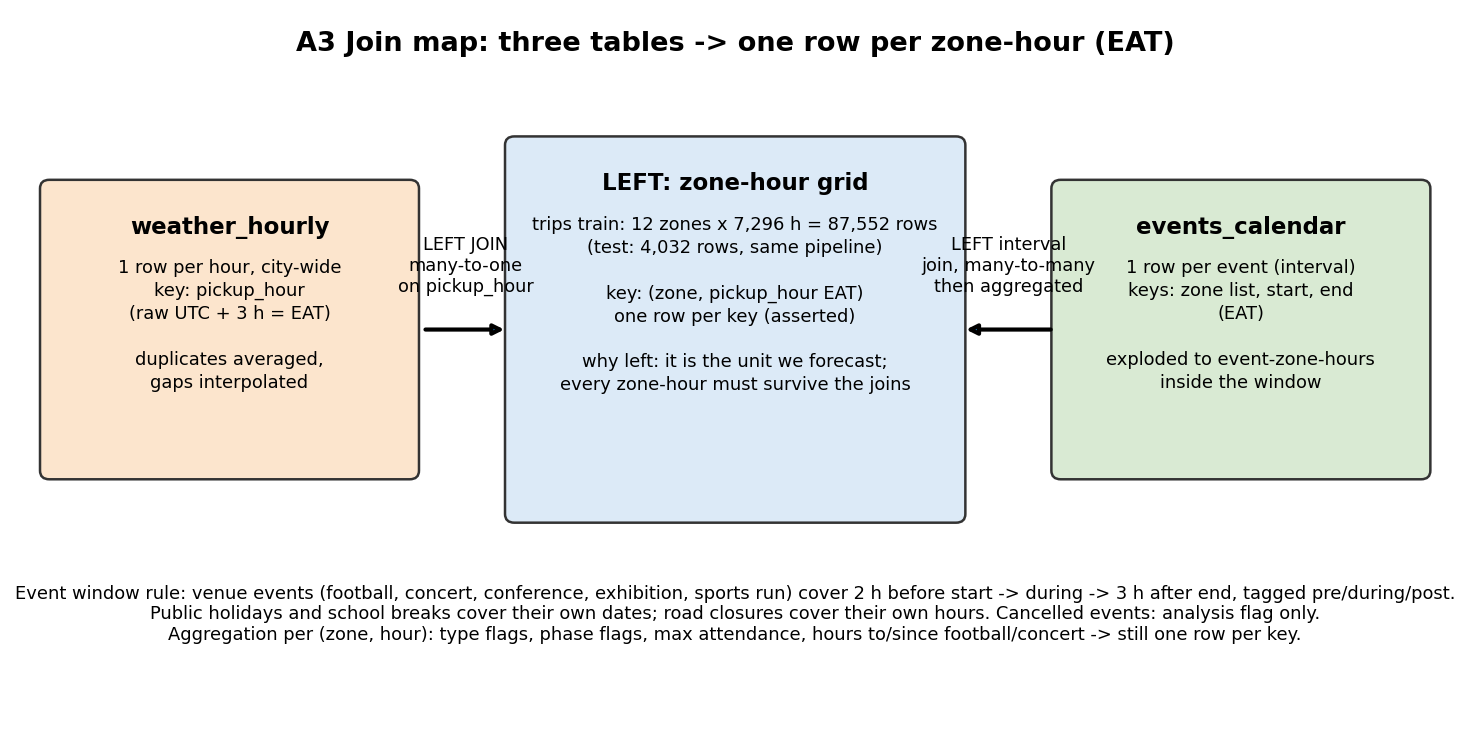 A3 Join map: three tables -> one row per zone-hour (EAT)
weather_hourly
1 row per hour, city-wide
key: pickup_hour
(raw UTC + 3 h = EAT)
duplicates averaged,
gaps interpolated
LEFT JOIN
many-to-one
on pickup_hour
LEFT: zone-hour grid
trips train: 12 zones x 7,296 h = 87,552 rows
(test: 4,032 rows, same pipeline)
key: (zone, pickup_hour EAT)
one row per key (asserted)
why left: it is the unit we forecast;
every zone-hour must survive the joins
LEFT interval
join, many-to-many
then aggregated
events_calendar
1 row per event (interval)
keys: zone list, start, end
(EAT)
exploded to event-zone-hours
inside the window
Event window rule: venue events (football, concert, conference, exhibition, sports run) cover 2 h before start -> during -> 3 h after end, tagged pre/during/post.
Public holidays and school breaks cover their own dates; road closures cover their own hours. Cancelled events: analysis flag only.
Aggregation per (zone, hour): type flags, phase flags, max attendance, hours to/since football/concert -> still one row per key.